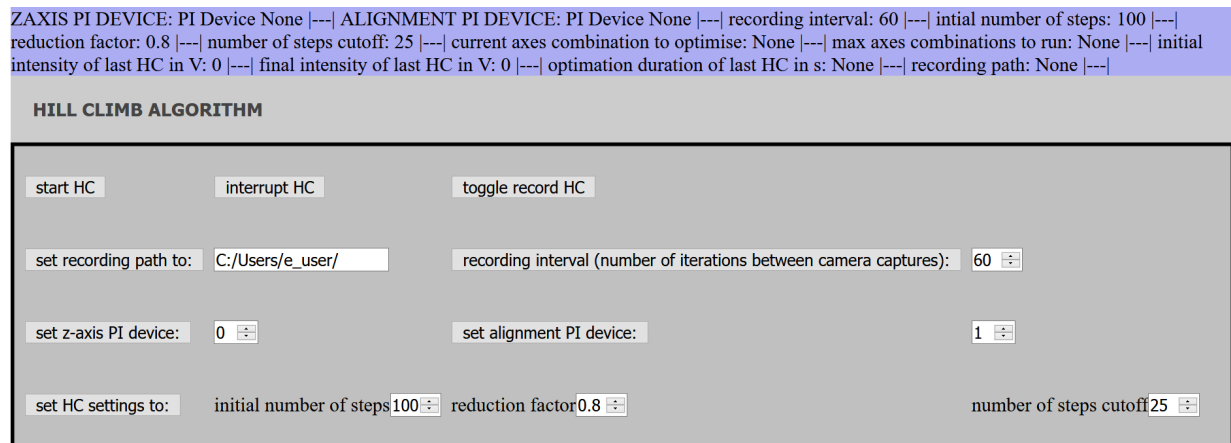 ZAXIS PI DEVICE: PI Device None |---| ALIGNMENT PI DEVICE: PI Device None |---| recording interval: 60 |---| intial number of steps: 100 |---|
reduction factor: 0.8 |---| number of steps cutoff: 25 |---| current axes combination to optimise: None |---| max axes combinations to run: None |---| initial
intensity of last HC in V: 0 |---| final intensity of last HC in V: 0 |---| optimation duration of last HC in s: None |---| recording path: None |---|
HILL CLIMB ALGORITHM
start HC interrupt HC toggle record HC
set recording path to: C:/Users/e_user/ recording interval (number of iterations between camera captures): 60
set z-axis PI device: 0 set alignment PI device: 1
set HC settings to: initial number of steps 100 reduction factor 0.8 number of steps cutoff 25